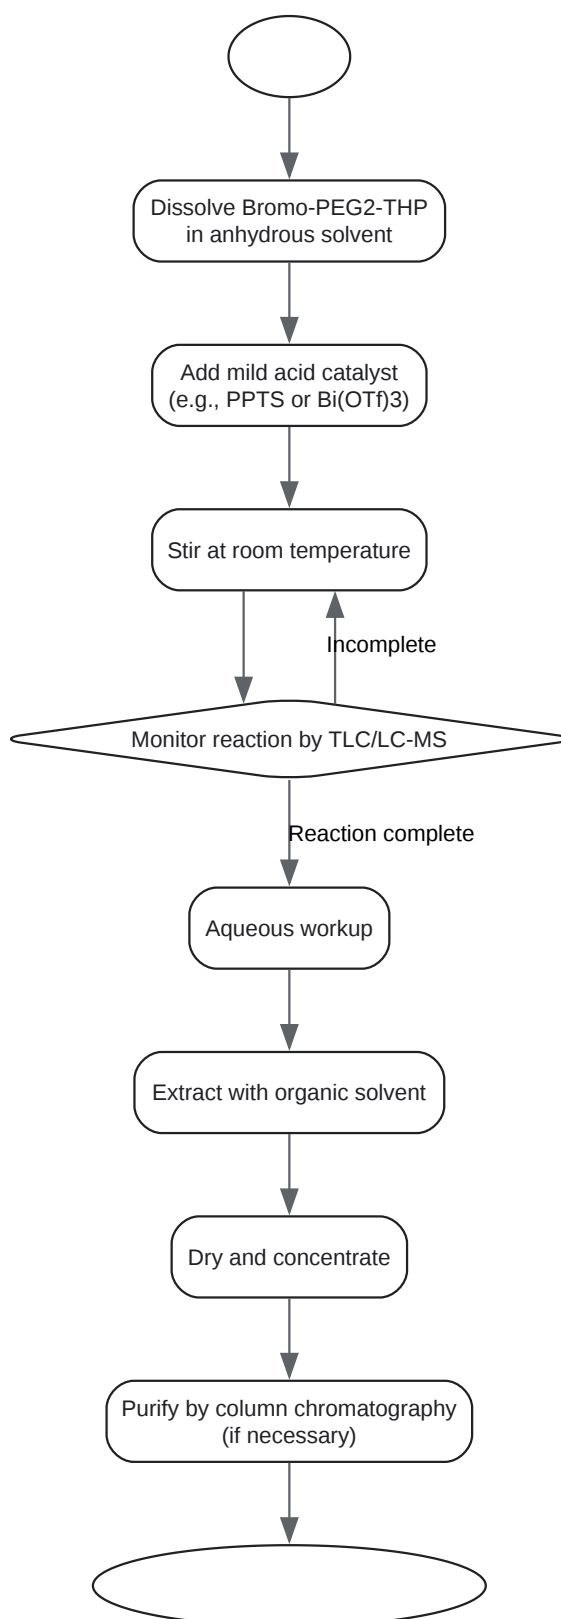 Dissolve Bromo-PEG2-THP
in anhydrous solvent
Add mild acid catalyst
(e.g., PPTS or Bi(OTf)3)
Stir at room temperature
Incomplete
Monitor reaction by TLC/LC-MS
Reaction complete
Aqueous workup
Extract with organic solvent
Dry and concentrate
Purify by column chromatography
(if necessary)